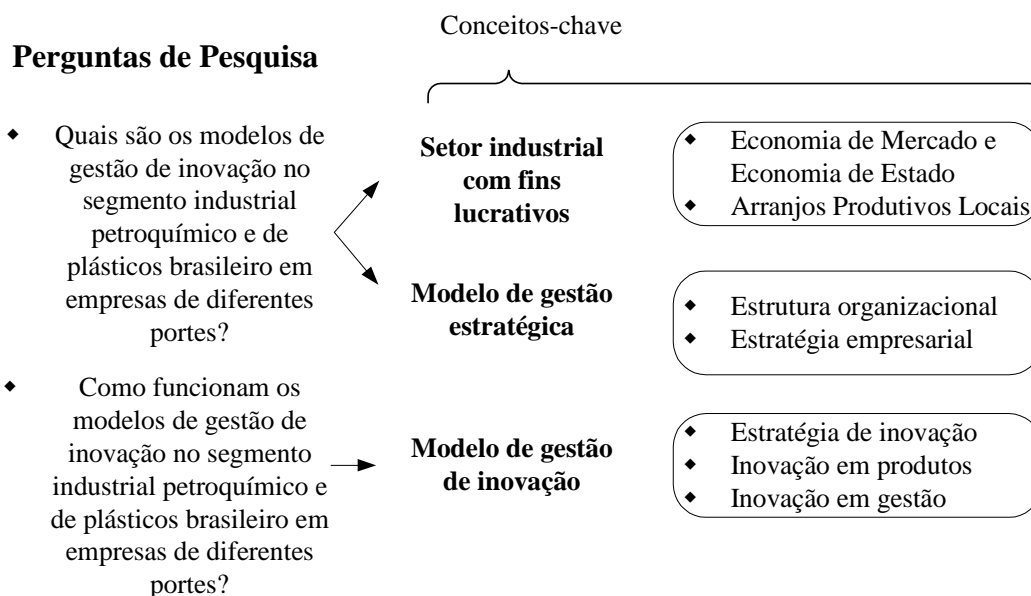 Conceitos-chave
Perguntas de Pesquisa
◆ Quais são os modelos de
gestão de inovação no
segmento industrial
petroquímico e de
plásticos brasileiro em
empresas de diferentes
portes?
Setor industrial
com fins
lucrativos
◆ Economia de Mercado e
Economia de Estado
◆ Arranjos Produtivos Locais
Modelo de gestão
estratégica
◆ Estrutura organizacional
◆ Estratégia empresarial
◆ Como funcionam os
modelos de gestão de
inovação no segmento
industrial petroquímico e
de plásticos brasileiro em
empresas de diferentes
portes?
Modelo de gestão
de inovação
◆ Estratégia de inovação
◆ Inovação em produtos
◆ Inovação em gestão